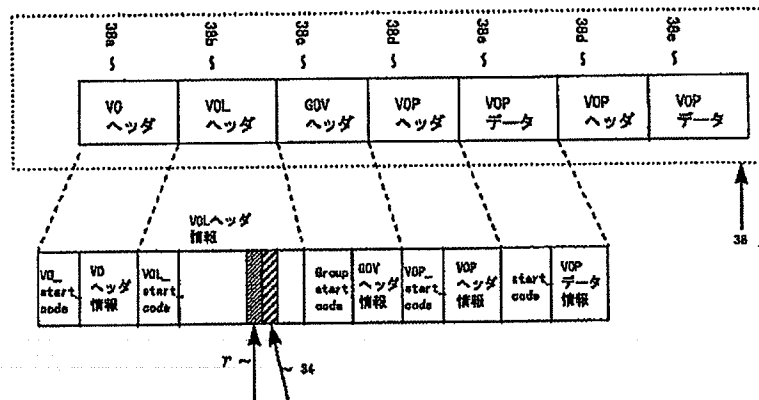 38a
38b
38c
38d
38e
38d
38e
VO
ヘッダ
VOL
ヘッダ
GOV
ヘッダ
VOP
ヘッダ
VOP
データ
VOP
ヘッダ
VOP
データ
38
VOLヘッダ
情報
VO_
start_
code
VO
ヘッダ
情報
VOL_
start_
code
Group
start
code
GOV
ヘッダ
情報
VOP_
start_
code
VOP
ヘッダ
情報
start_
code
VOP
データ
情報
r
34